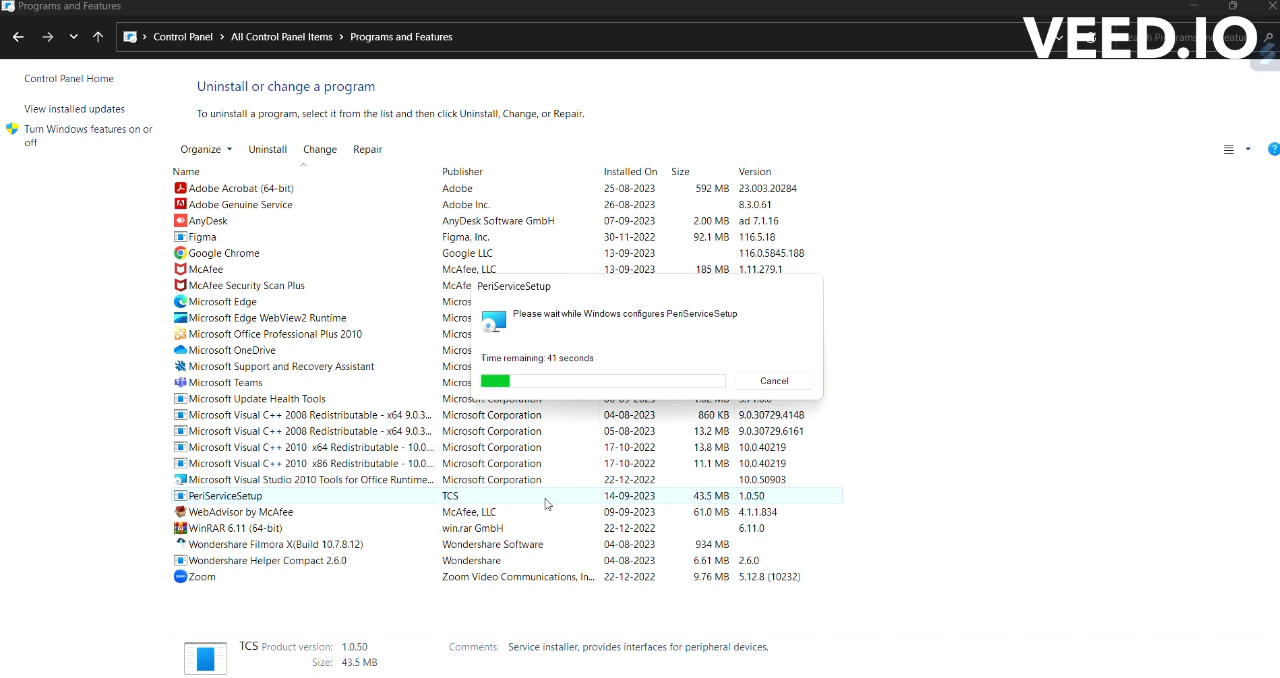 Programs and Features
VEED.IO
Control Panel > All Control Panel Items > Programs and Features
Control Panel Home
View installed updates
Turn Windows features on or
off
Uninstall or change a program
To uninstall a program, select it from the list and then click Uninstall, Change, or Repair.
Organize Uninstall Change Repair
Name Publisher Installed On Size Version
Adobe Acrobat (64-bit) Adobe 25-08-2023 592 MB 23.003.20284
Adobe Genuine Service Adobe Inc. 26-08-2023 8.3.0.61
AnyDesk AnyDesk Software GmbH 07-09-2023 2.00 MB ad 7.1.16
Figma Figma, Inc. 30-11-2022 92.1 MB 116.5.18
Google Chrome Google LLC 13-09-2023 116.0.5845.188
McAfee McAfee, LLC 13-09-2023 185 MB 1.11.279.1
McAfee Security Scan Plus McAfe
Microsoft Edge Micros
Microsoft Edge WebView2 Runtime Micros
Microsoft Office Professional Plus 2010 Micros
Microsoft OneDrive Micros
Microsoft Support and Recovery Assistant Micros
Microsoft Teams Micros
Microsoft Update Health Tools Microsoft Corporation
Microsoft Visual C++ 2008 Redistributable - x64 9.0.3... Microsoft Corporation 04-08-2023 860 KB 9.0.30729.4148
Microsoft Visual C++ 2008 Redistributable - x64 9.0.3... Microsoft Corporation 05-08-2023 13.2 MB 9.0.30729.6161
Microsoft Visual C++ 2010 x64 Redistributable - 10.0.... Microsoft Corporation 17-10-2022 13.8 MB 10.0.40219
Microsoft Visual C++ 2010 x86 Redistributable - 10.0.... Microsoft Corporation 17-10-2022 11.1 MB 10.0.40219
Microsoft Visual Studio 2010 Tools for Office Runtime... Microsoft Corporation 22-12-2022 10.0.50903
PeriServiceSetup TCS 14-09-2023 43.5 MB 1.0.50
WebAdvisor by McAfee McAfee, LLC 09-09-2023 61.0 MB 4.1.1.834
WinRAR 6.11 (64-bit) win.rar GmbH 22-12-2022 6.11.0
Wondershare Filmora X(Build 10.7.8.12) Wondershare Software 04-08-2023 934 MB
Wondershare Helper Compact 2.6.0 Wondershare 04-08-2023 6.61 MB 2.6.0
Zoom Zoom Video Communications, In... 22-12-2022 9.76 MB 5.12.8 (10232)
PeriServiceSetup
Please wait while Windows configures PeriServiceSetup
Time remaining: 41 seconds
Cancel
TCS Product version: 1.0.50 Comments: Service installer, provides interfaces for peripheral devices.
Size: 43.5 MB